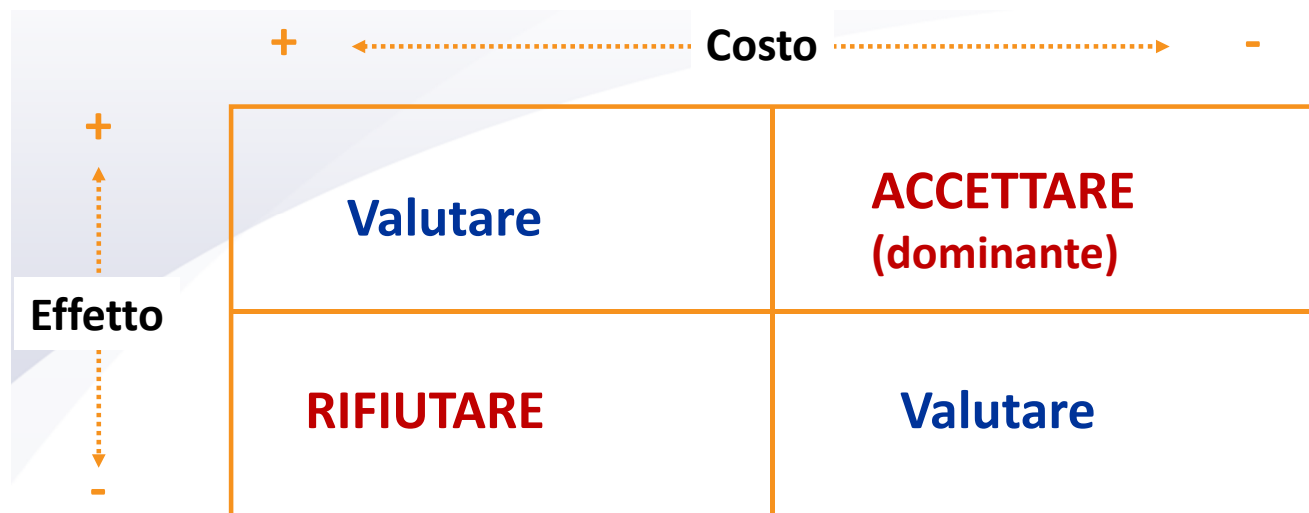 + Costo -
+
Valutare
ACCETTARE
(dominante)
Effetto
RIFIUTARE
Valutare
-